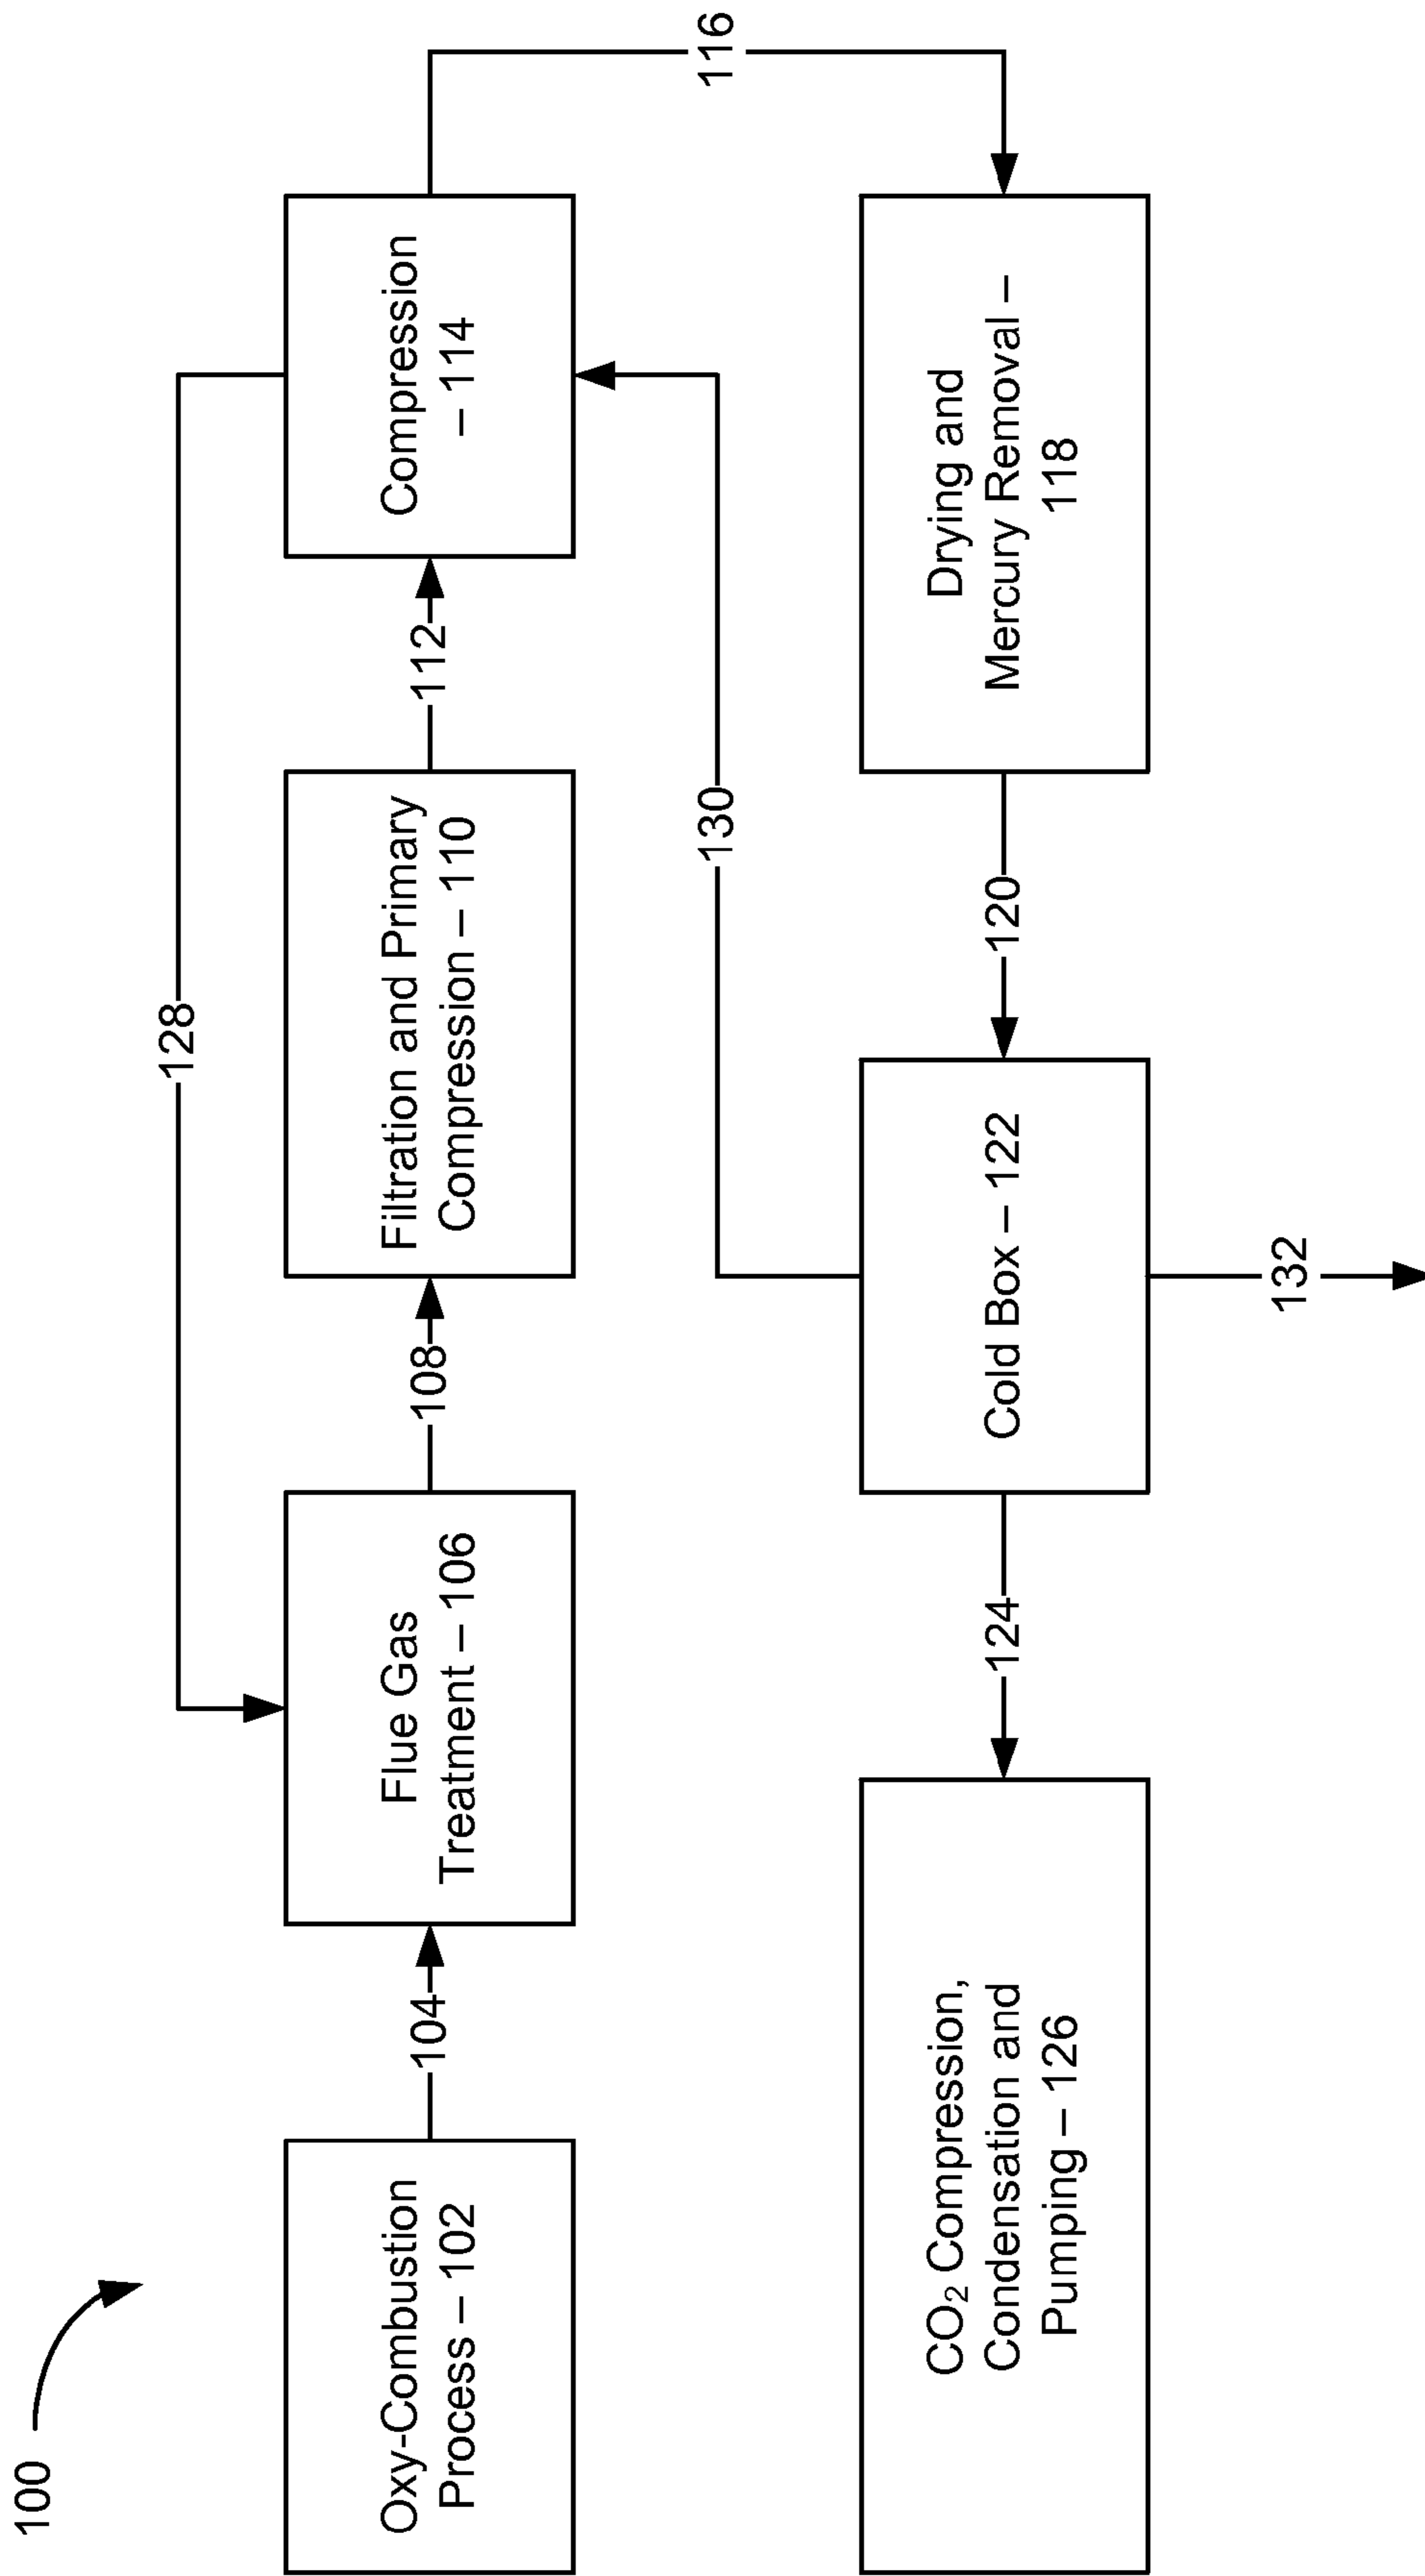 100
128
Oxy-Combustion
Process – 102
104
Flue Gas
Treatment – 106
108
Filtration and Primary
Compression – 110
112
Compression
– 114
116
130
CO₂ Compression,
Condensation and
Pumping – 126
124
Cold Box – 122
120
Drying and
Mercury Removal –
118
132